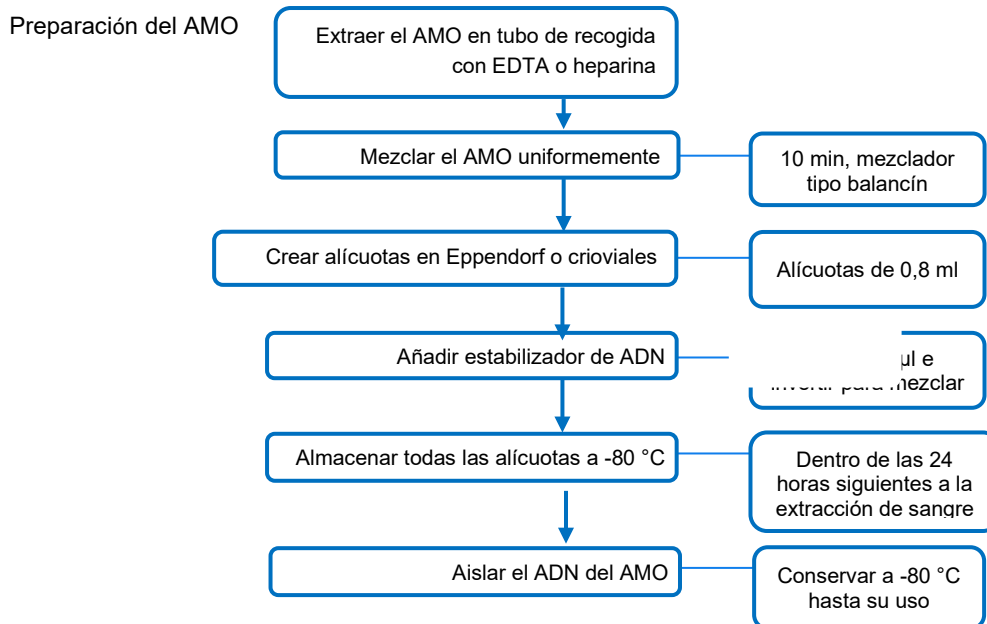 Preparación del AMO
Extraer el AMO en tubo de recogida
con EDTA o heparina
Mezclar el AMO uniformemente
10 min, mezclador
tipo balancín
Crear alícuotas en Eppendorf o crioviales
Alícuotas de 0,8 ml
Añadir estabilizador de ADN
µl e
invertir para mezclar
Almacenar todas las alícuotas a -80 °C
Dentro de las 24
horas siguientes a la
extracción de sangre
Aislar el ADN del AMO
Conservar a -80 °C
hasta su uso